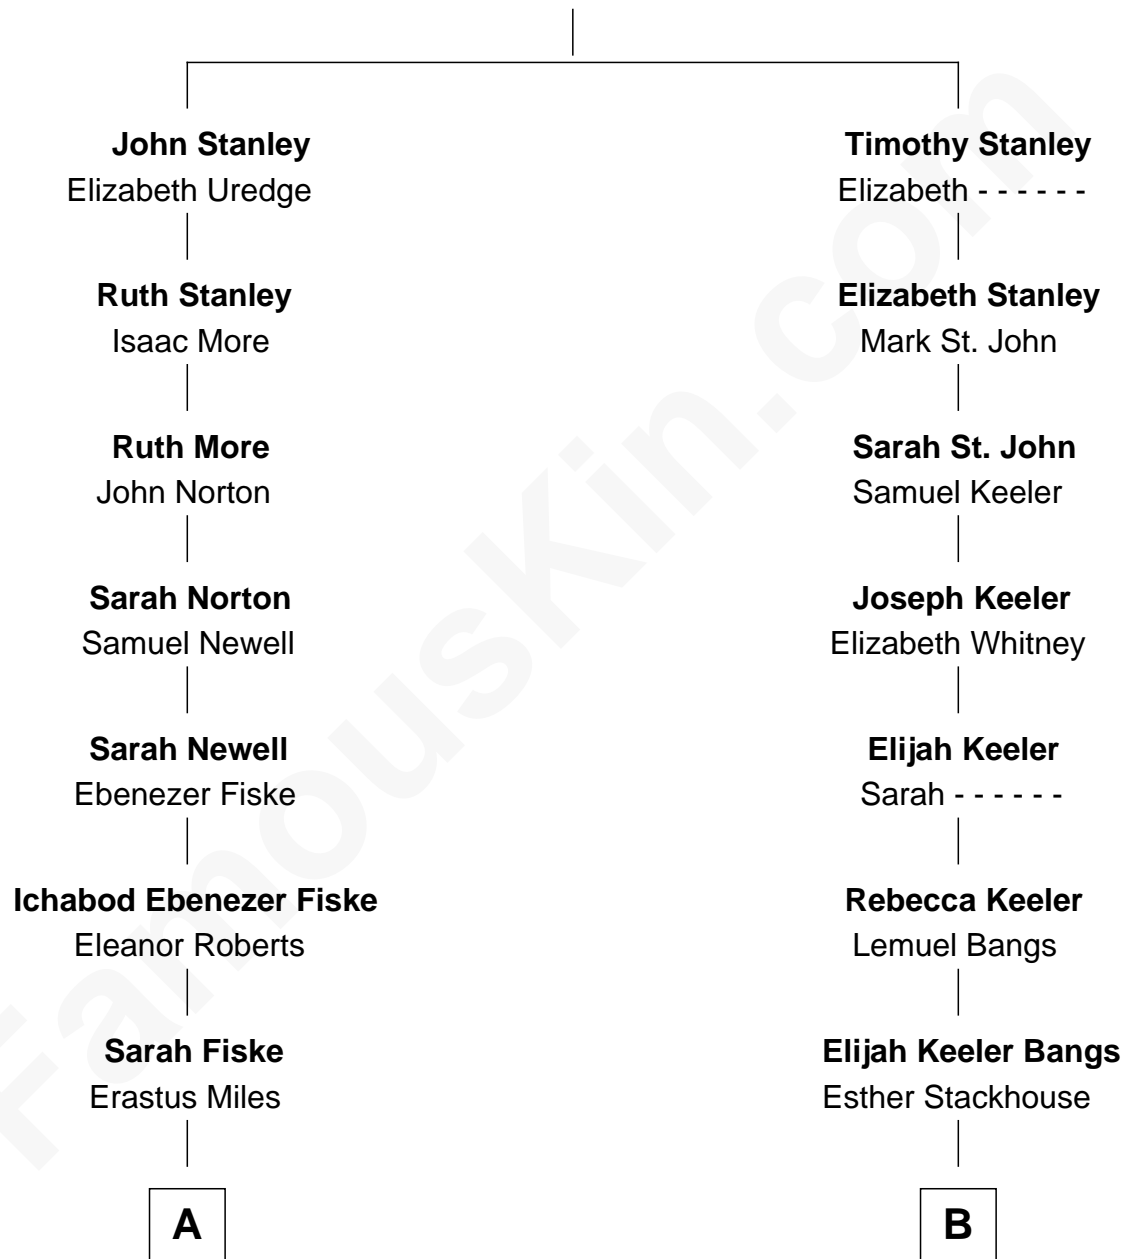 John Stanley
Elizabeth Uredge
Ruth Stanley
Isaac More
Ruth More
John Norton
Sarah Norton
Samuel Newell
Sarah Newell
Ebenezer Fiske
Ichabod Ebenezer Fiske
Eleanor Roberts
Sarah Fiske
Erastus Miles
A
Timothy Stanley
Elizabeth - - - - - -
Elizabeth Stanley
Mark St. John
Sarah St. John
Samuel Keeler
Joseph Keeler
Elizabeth Whitney
Elijah Keeler
Sarah - - - - - -
Rebecca Keeler
Lemuel Bangs
Elijah Keeler Bangs
Esther Stackhouse
B
FamousKin.com